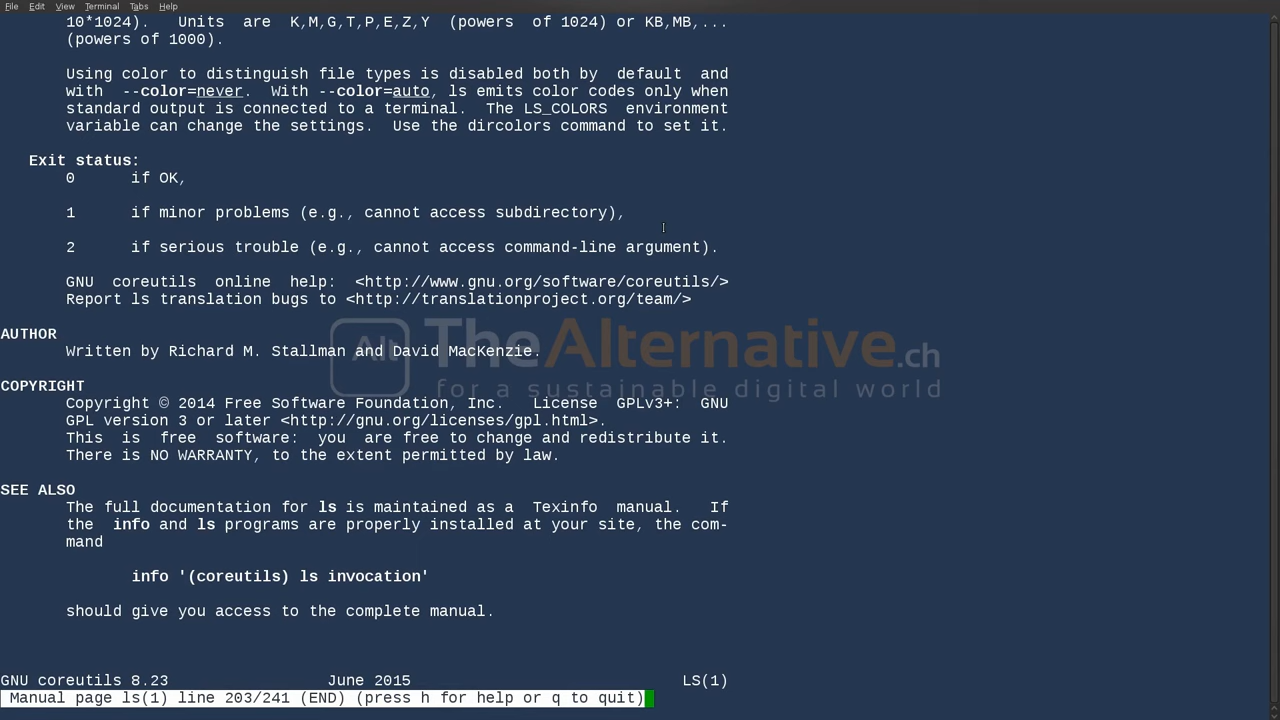 File Edit View Terminal Tabs Help
10*1024). Units are K,M,G,T,P,E,Z,Y (powers of 1024) or KB,MB,...
(powers of 1000).
Using color to distinguish file types is disabled both by default and
with --color=never. With --color=auto, ls emits color codes only when
standard output is connected to a terminal. The LS_COLORS environment
variable can change the settings. Use the dircolors command to set it.
Exit status:
0 if OK,
1 if minor problems (e.g., cannot access subdirectory),
2 if serious trouble (e.g., cannot access command-line argument).
GNU coreutils online help: <http://www.gnu.org/software/coreutils/>
Report ls translation bugs to <http://translationproject.org/team/>
AUTHOR
Written by Richard M. Stallman and David MacKenzie.
Alt TheAlternative.ch
for a sustainable digital world
COPYRIGHT
Copyright © 2014 Free Software Foundation, Inc. License GPLv3+: GNU
GPL version 3 or later <http://gnu.org/licenses/gpl.html>.
This is free software: you are free to change and redistribute it.
There is NO WARRANTY, to the extent permitted by law.
SEE ALSO
The full documentation for ls is maintained as a Texinfo manual. If
the info and ls programs are properly installed at your site, the com-
mand
info '(coreutils) ls invocation'
should give you access to the complete manual.
GNU coreutils 8.23 June 2015 LS(1)
Manual page ls(1) line 203/241 (END) (press h for help or q to quit)